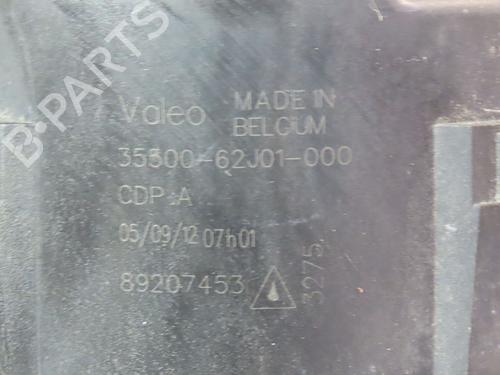 B-PARTS
Valeo MADE IN
BELGIUM
35300-62J01-000
CDP:A
05/09/12 07h01
89207453
3275